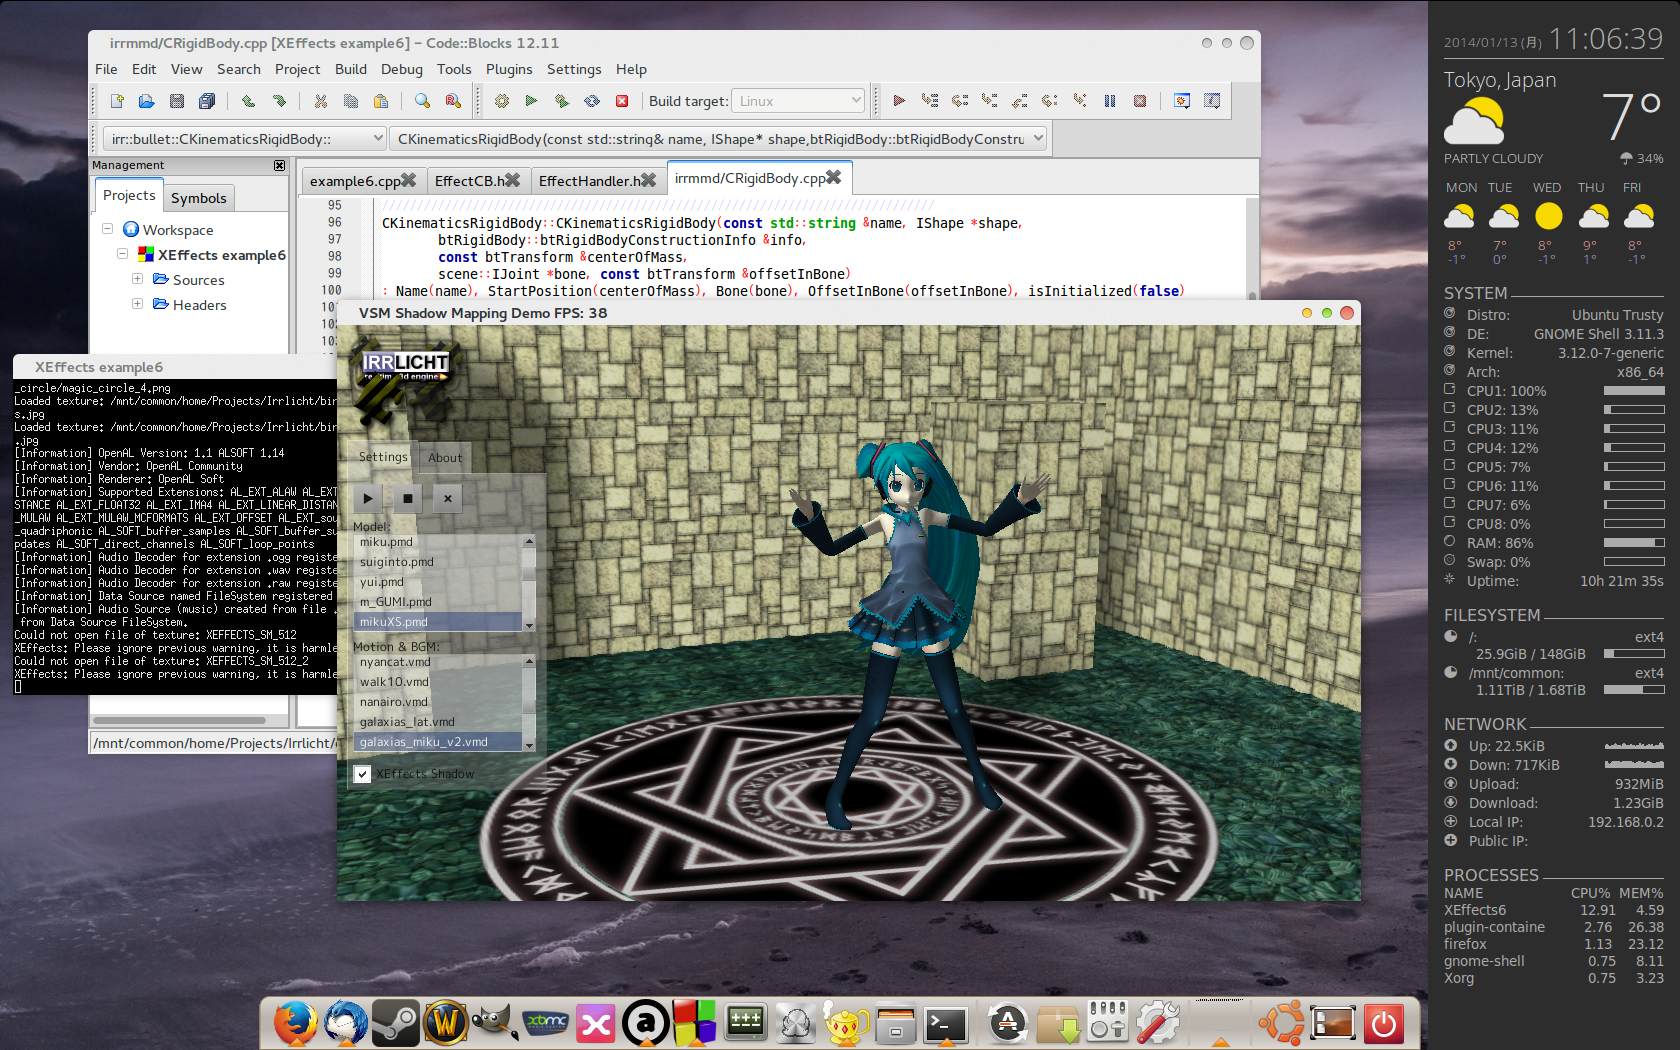 irrmmd/CRigidBody.cpp [XEffects example6] – Code::Blocks 12.11
File Edit View Search Project Build Debug Tools Plugins Settings Help
Build target: Linux
irr::bullet::CKinematicsRigidBody:: CKinematicsRigidBody(const std::string& name, IShape* shape,btRigidBody::btRigidBodyConstru
Management
Projects Symbols
Workspace
XEffects example6
Sources
Headers
example6.cpp EffectCB.h EffectHandler.h irrmmd/CRigidBody.cpp
95 //////////////////////////////////////////////////////////////////////////
96 CKinematicsRigidBody::CKinematicsRigidBody(const std::string &name, IShape *shape,
97 btRigidBody::btRigidBodyConstructionInfo &info,
98 const btTransform &centerOfMass,
99 scene::IJoint *bone, const btTransform &offsetInBone)
100 : Name(name), StartPosition(centerOfMass), Bone(bone), OffsetInBone(offsetInBone), isInitialized(false)
/mnt/common/home/Projects/Irrlicht/
XEffects example6
_circle/magic_circle_4.png
Loaded texture: /mnt/common/home/Projects/Irrlicht/bin
s.jpg
Loaded texture: /mnt/common/home/Projects/Irrlicht/bin
.jpg
[Information] OpenAL Version: 1.1 ALSOFT 1.14
[Information] Vendor: OpenAL Community
[Information] Renderer: OpenAL Soft
[Information] Supported Extensions: AL_EXT_ALAW AL_EXT
STANCE AL_EXT_FLOAT32 AL_EXT_IMA4 AL_EXT_LINEAR_DISTAN
_MULAW AL_EXT_MULAW_MCFORMATS AL_EXT_OFFSET AL_EXT_sou
_quadriphonic AL_SOFT_buffer_samples AL_SOFT_buffer_su
pdates AL_SOFT_direct_channels AL_SOFT_loop_points
[Information] Audio Decoder for extension .ogg registe
[Information] Audio Decoder for extension .wav registe
[Information] Audio Decoder for extension .raw registe
[Information] Data Source named FileSystem registered
[Information] Audio Source (music) created from file .
from Data Source FileSystem.
Could not open file of texture: XEFFECTS_SM_512
XEffects: Please ignore previous warning, it is harmle
Could not open file of texture: XEFFECTS_SM_512_2
XEffects: Please ignore previous warning, it is harmle
VSM Shadow Mapping Demo FPS: 38
IRRLICHT
Settings About
Model:
miku.pmd
suiginto.pmd
yui.pmd
m_GUMI.pmd
mikuXS.pmd
Motion & BGM:
nyancat.vmd
walk10.vmd
nanairo.vmd
galaxias_lat.vmd
galaxias_miku_v2.vmd
XEffects Shadow
2014/01/13 (月) 11:06:39
Tokyo, Japan
7°
PARTLY CLOUDY 34%
MON TUE WED THU FRI
8° 7° 8° 9° 8°
-1° 0° -1° 1° -1°
SYSTEM
Distro: Ubuntu Trusty
DE: GNOME Shell 3.11.3
Kernel: 3.12.0-7-generic
Arch: x86_64
CPU1: 100%
CPU2: 13%
CPU3: 11%
CPU4: 12%
CPU5: 7%
CPU6: 11%
CPU7: 6%
CPU8: 0%
RAM: 86%
Swap: 0%
Uptime: 10h 21m 35s
FILESYSTEM
/: ext4
25.9GiB / 148GiB
/mnt/common: ext4
1.11TiB / 1.68TiB
NETWORK
Up: 22.5KiB
Down: 717KiB
Upload: 932MiB
Download: 1.23GiB
Local IP: 192.168.0.2
Public IP:
PROCESSES
NAME CPU% MEM%
XEffects6 12.91 4.59
plugin-containe 2.76 26.38
firefox 1.13 23.12
gnome-shell 0.75 8.11
Xorg 0.75 3.23
xbmc